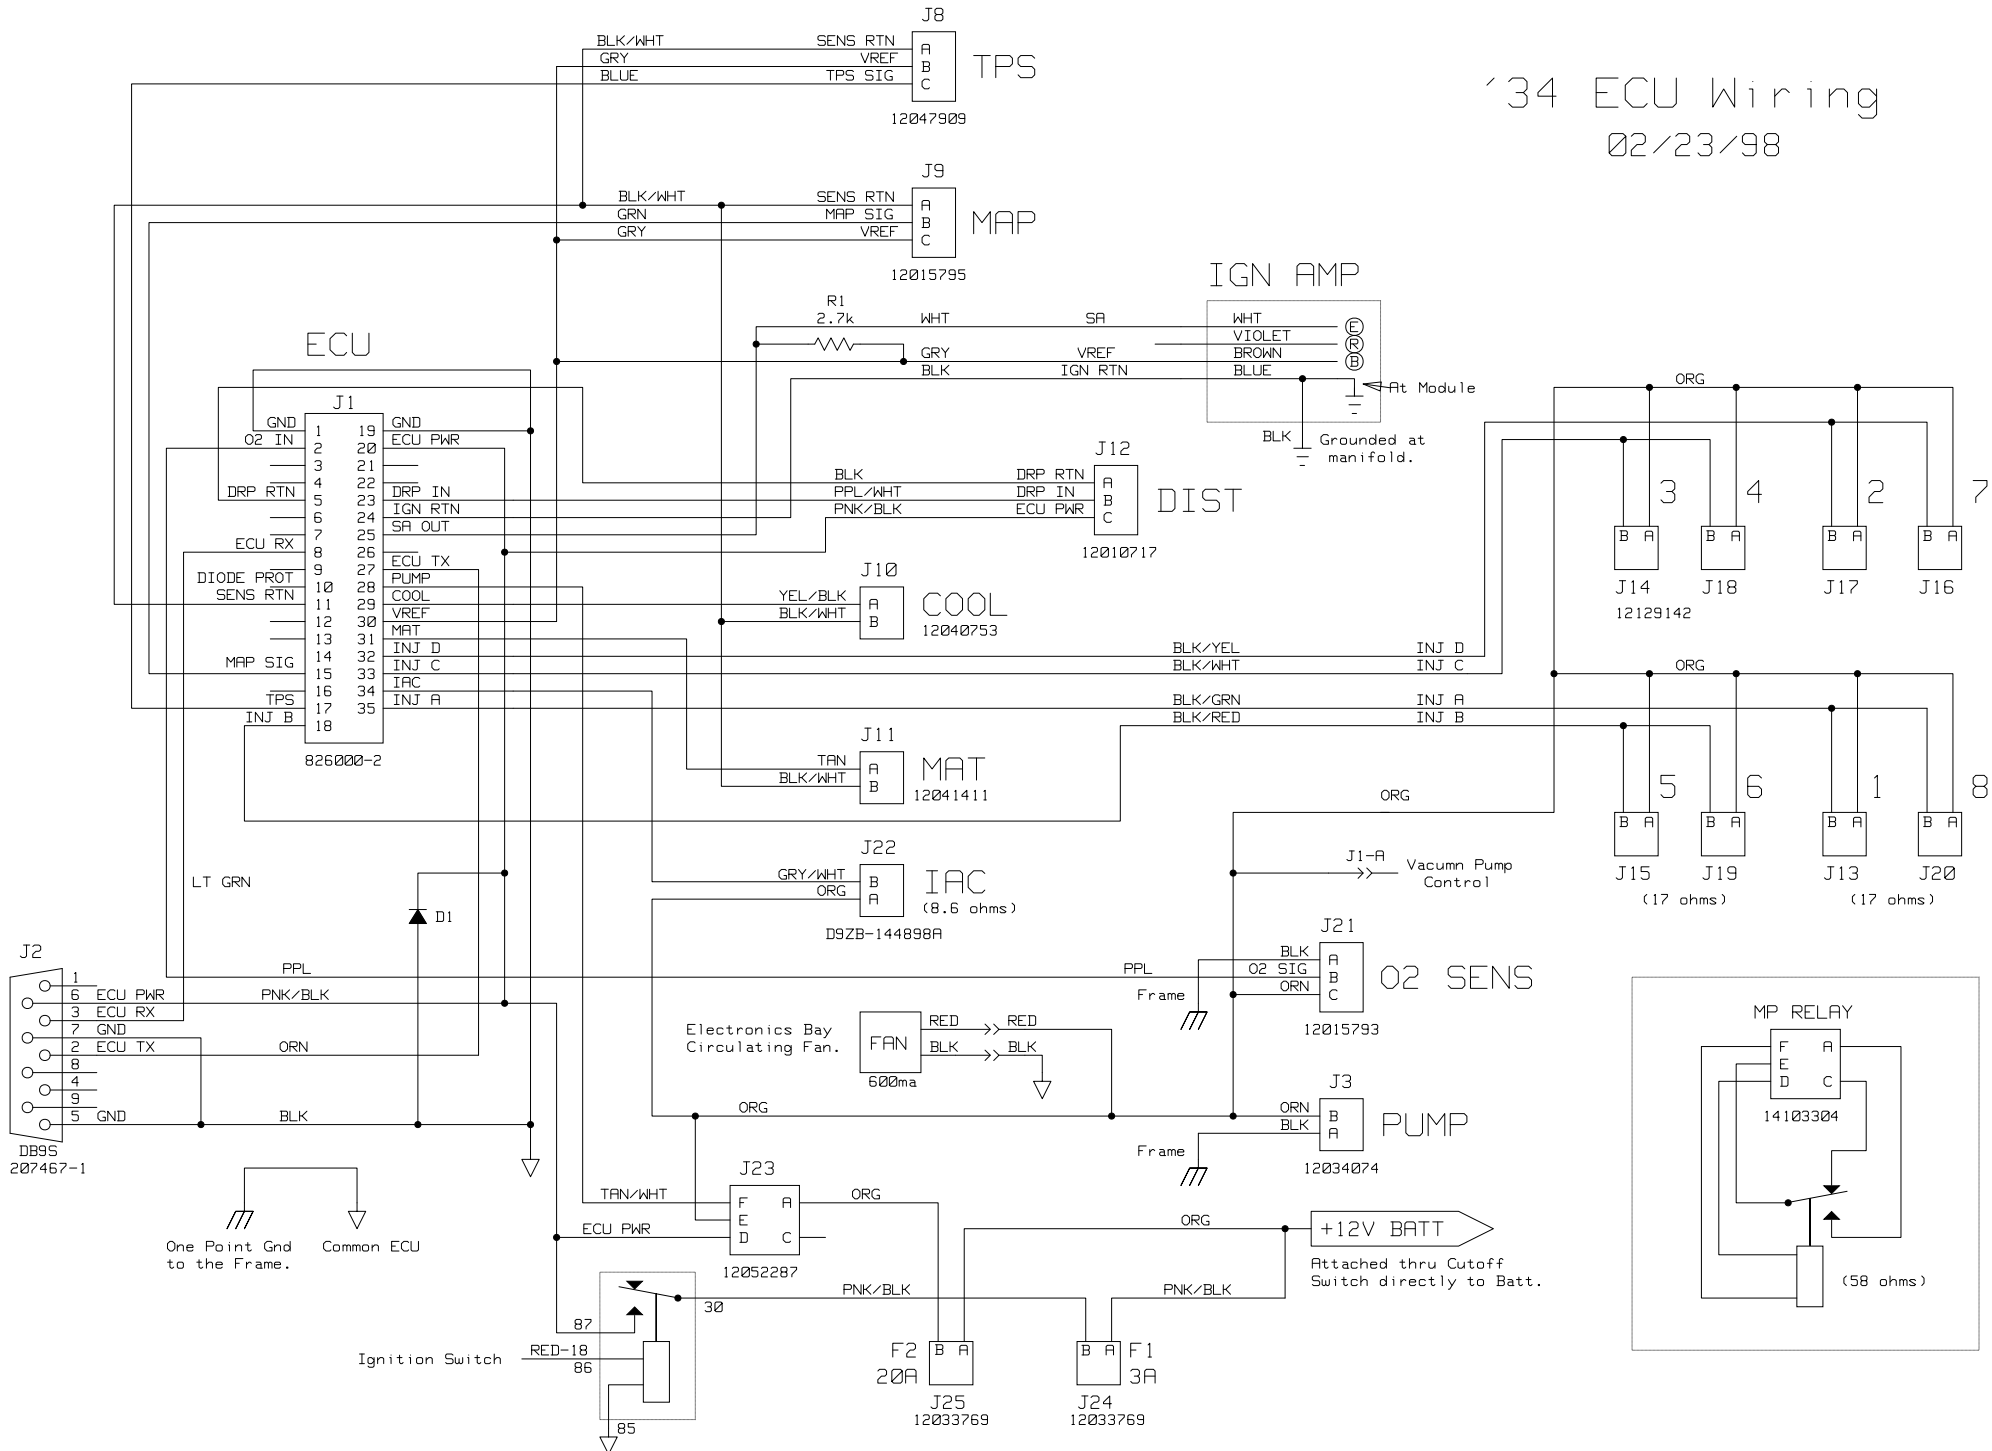 J8
BLK/WHT SENS RTN A
GRY VREF B
BLUE TPS SIG C
TPS
12047909
'34 ECU Wiring
02/23/98
J9
BLK/WHT SENS RTN A
GRN MAP SIG B
GRY VREF C
MAP
12015795
IGN AMP
R1
2.7k
WHT SA WHT E
VIOLET R
GRY VREF BROWN B
BLK IGN RTN BLUE
At Module
BLK
Grounded at
manifold.
ECU
J1
GND 1 19 GND
O2 IN 2 20 ECU PWR
3 21
4 22
DRP RTN 5 23 DRP IN
6 24 IGN RTN
7 25 SA OUT
ECU RX 8 26
9 27 ECU TX
DIODE PROT 10 28 PUMP
SENS RTN 11 29 COOL
12 30 VREF
13 31 MAT
14 32 INJ D
MAP SIG 15 33 INJ C
16 34 IAC
TPS 17 35 INJ A
INJ B 18
826000-2
J12
BLK DRP RTN A
PPL/WHT DRP IN B
PNK/BLK ECU PWR C
DIST
12010717
J10
YEL/BLK A
BLK/WHT B
COOL
12040753
BLK/YEL INJ D
BLK/WHT INJ C
BLK/GRN INJ A
BLK/RED INJ B
ORG
3 4 2 7
B A B A B A B A
J14 J18 J17 J16
12129142
ORG
5 6 1 8
B A B A B A B A
J15 J19 J13 J20
(17 ohms) (17 ohms)
J11
TAN A
BLK/WHT B
MAT
12041411
ORG
J22
GRY/WHT B
ORG A
IAC
(8.6 ohms)
D9ZB-144898A
J1-A
Vacumn Pump
Control
LT GRN
D1
J21
BLK A
PPL PPL O2 SIG B
ORN C
O2 SENS
Frame
12015793
J2
1
6 ECU PWR PNK/BLK
3 ECU RX
7 GND
2 ECU TX ORN
8
4
9
5 GND BLK
DB9S
207467-1
Electronics Bay
Circulating Fan.
FAN
RED RED
BLK BLK
600ma
J3
ORG ORN B
BLK A
PUMP
Frame
12034074
MP RELAY
F A
E
D C
14103304
(58 ohms)
One Point Gnd
to the Frame.
Common ECU
J23
TAN/WHT F A ORG
E
ECU PWR D C
12052287
ORG
+12V BATT
Attached thru Cutoff
Switch directly to Batt.
PNK/BLK PNK/BLK
30
87
Ignition Switch RED-18
86
85
F2 B A
20A
J25
12033769
B A F1
3A
J24
12033769